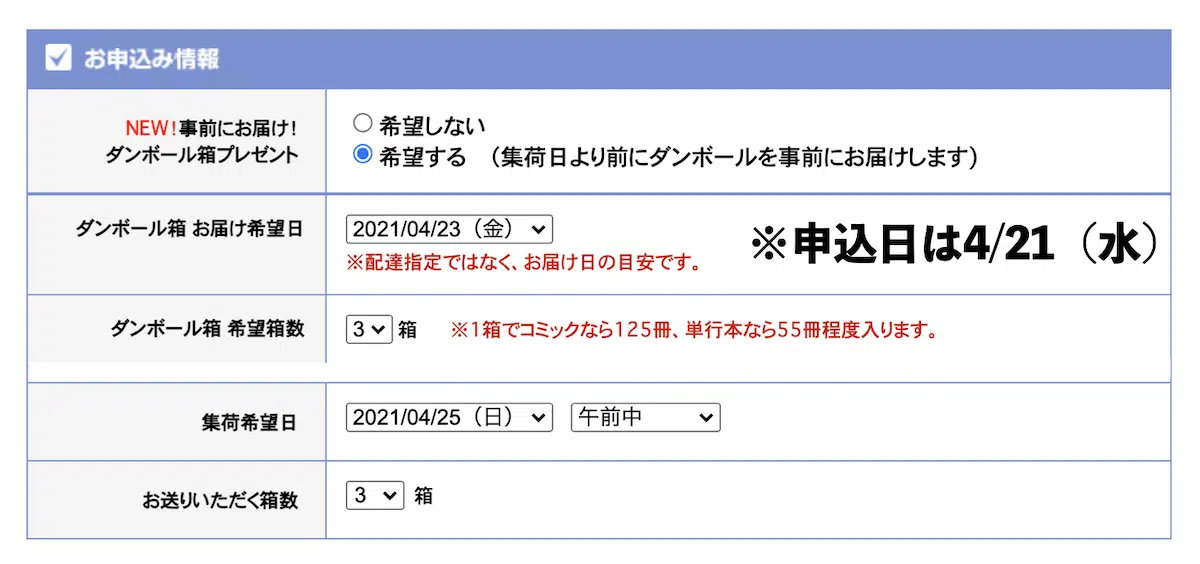 お申込み情報
NEW!事前にお届け!
ダンボール箱プレゼント
希望しない
希望する （集荷日より前にダンボールを事前にお届けします）
ダンボール箱 お届け希望日
2021/04/23（金）
※配達指定ではなく、お届け日の目安です。
※申込日は4/21（水）
ダンボール箱 希望箱数
3 箱 ※1箱でコミックなら125冊、単行本なら55冊程度入ります。
集荷希望日
2021/04/25（日） 午前中
お送りいただく箱数
3 箱